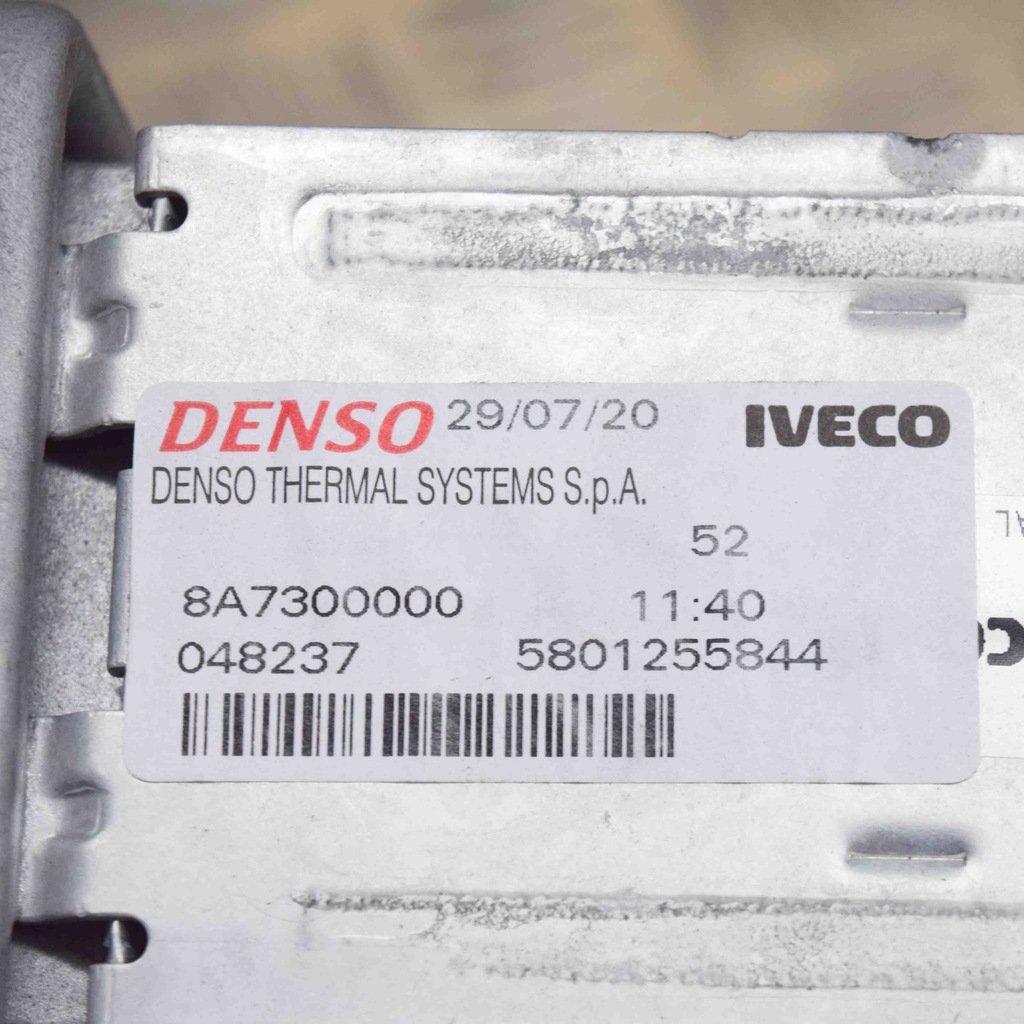 DENSO 29/07/20 IVECO
DENSO THERMAL SYSTEMS S.p.A.
52
8A7300000 11:40
048237 5801255844